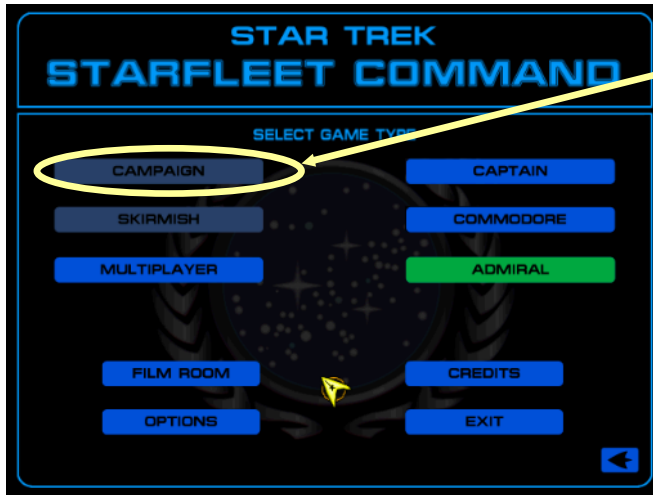 STAR TREK
STARFLEET COMMAND
SELECT GAME TYPE
CAMPAIGN
CAPTAIN
SKIRMISH
COMMODORE
MULTIPLAYER
ADMIRAL
FILM ROOM
CREDITS
OPTIONS
EXIT